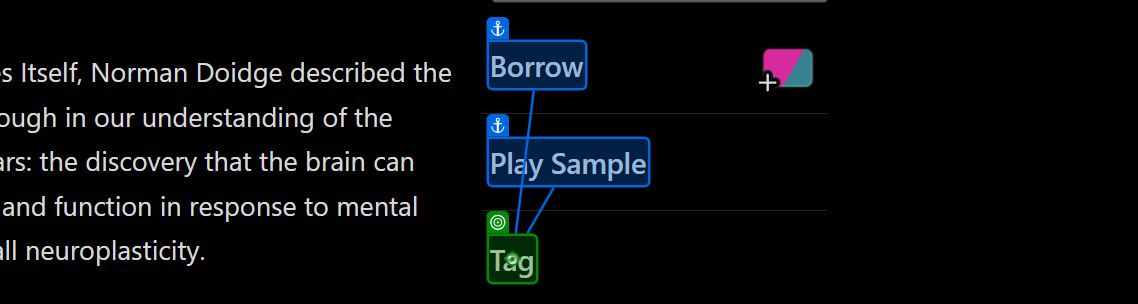 s Itself, Norman Doidge described the
ough in our understanding of the
ars: the discovery that the brain can
and function in response to mental
all neuroplasticity.
Borrow
Play Sample
Tag